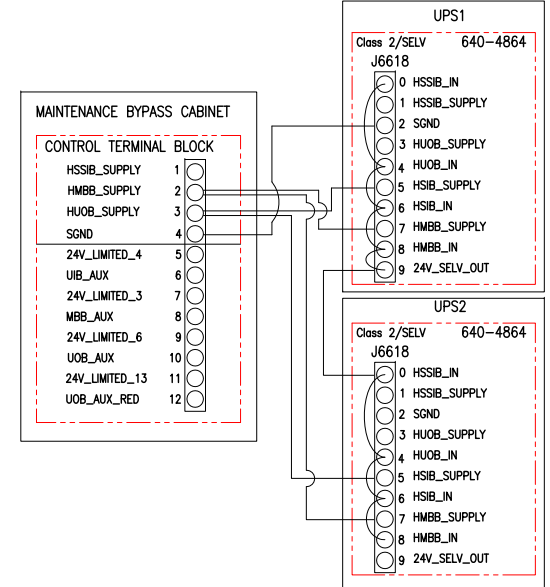 UPS1
Class 2/SELV 640-4864
J6618
0 HSSIB_IN
1 HSSIB_SUPPLY
2 SGND
3 HUOB_SUPPLY
4 HUOB_IN
5 HSIB_SUPPLY
6 HSIB_IN
7 HMBB_SUPPLY
8 HMBB_IN
9 24V_SELV_OUT
MAINTENANCE BYPASS CABINET
CONTROL TERMINAL BLOCK
HSSIB_SUPPLY 1
HMBB_SUPPLY 2
HUOB_SUPPLY 3
SGND 4
24V_LIMITED_4 5
UIB_AUX 6
24V_LIMITED_3 7
MBB_AUX 8
24V_LIMITED_6 9
UOB_AUX 10
24V_LIMITED_13 11
UOB_AUX_RED 12
UPS2
Class 2/SELV 640-4864
J6618
0 HSSIB_IN
1 HSSIB_SUPPLY
2 SGND
3 HUOB_SUPPLY
4 HUOB_IN
5 HSIB_SUPPLY
6 HSIB_IN
7 HMBB_SUPPLY
8 HMBB_IN
9 24V_SELV_OUT